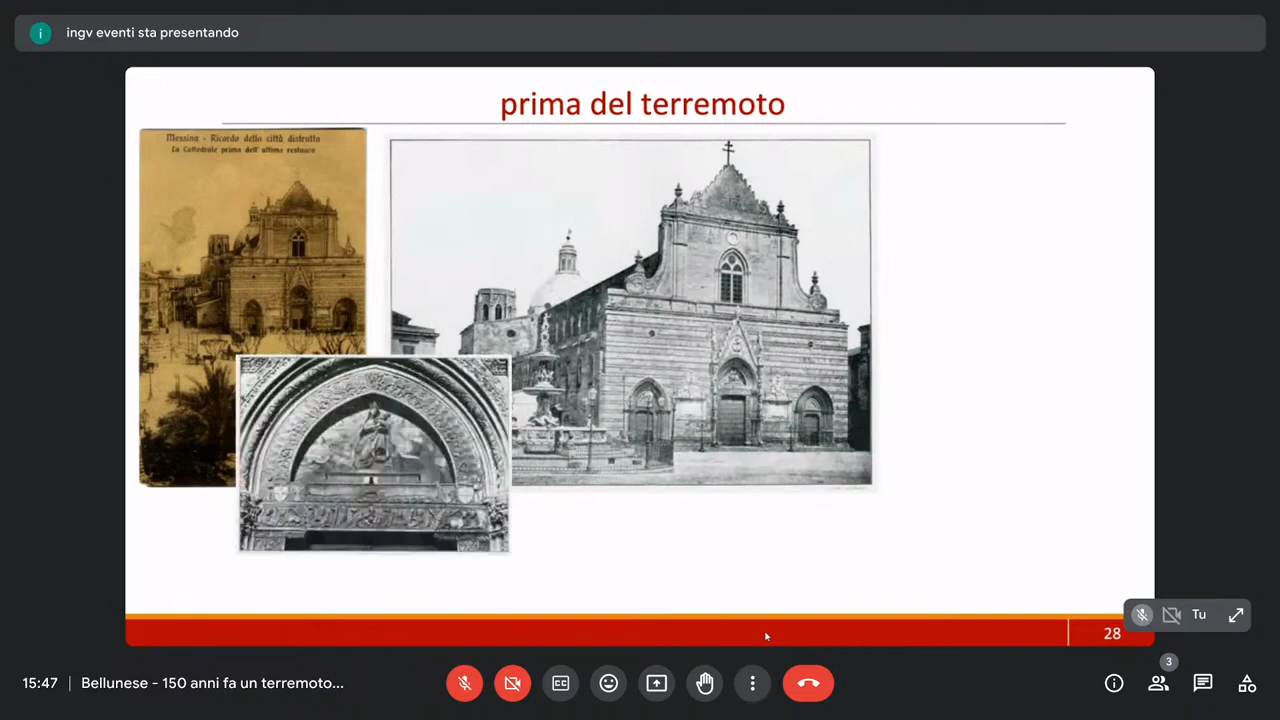 i ingv eventi sta presentando
prima del terremoto
Messina - Ricordo della città distrutta
La Cattedrale prima dell'ultimo restauro
Tu
28
3
15:47 | Bellunese - 150 anni fa un terremoto...
CC